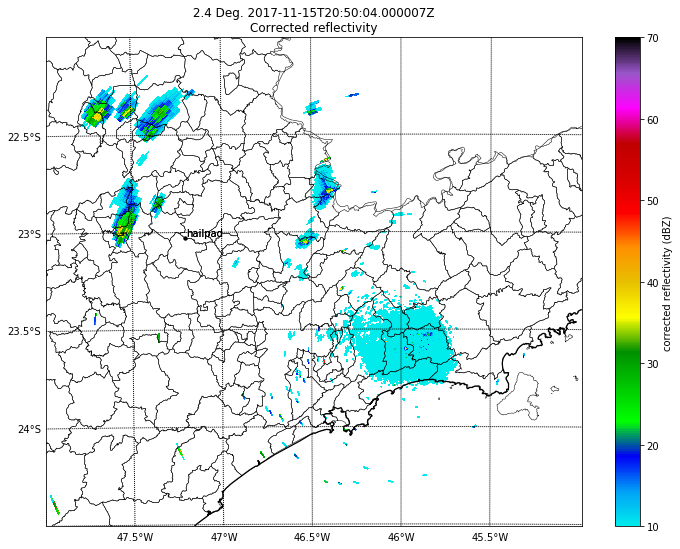 2.4 Deg. 2017-11-15T20:50:04.000007Z
Corrected reflectivity
70
60
50
40
30
20
10
corrected reflectivity (dBZ)
22.5°S
23°S
23.5°S
24°S
hailpad
47.5°W
47°W
46.5°W
46°W
45.5°W